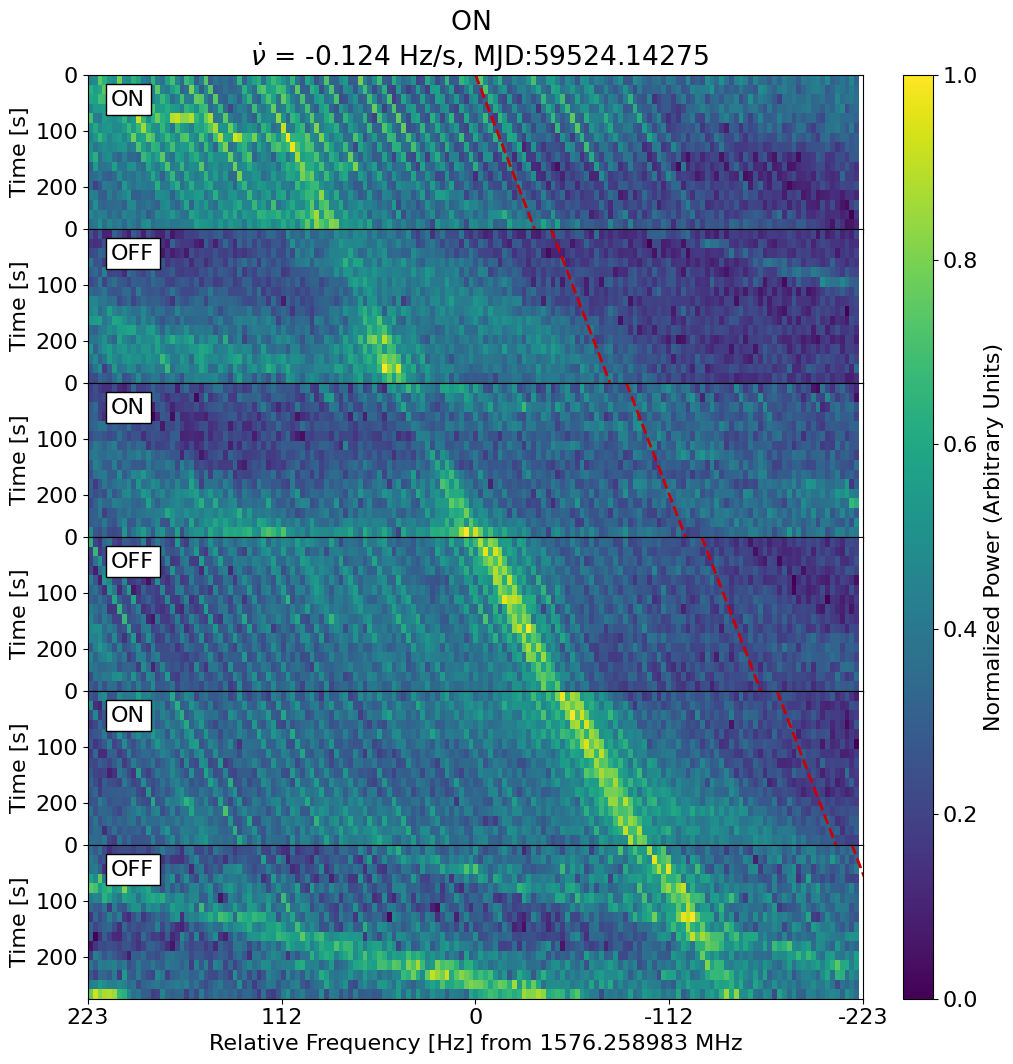 ON
ν̇ = -0.124 Hz/s, MJD:59524.14275
ON
OFF
ON
OFF
ON
OFF
Time [s]
0
100
200
Time [s]
0
100
200
Time [s]
0
100
200
Time [s]
0
100
200
Time [s]
0
100
200
Time [s]
0
100
200
223
112
0
-112
-223
Relative Frequency [Hz] from 1576.258983 MHz
1.0
0.8
0.6
0.4
0.2
0.0
Normalized Power (Arbitrary Units)